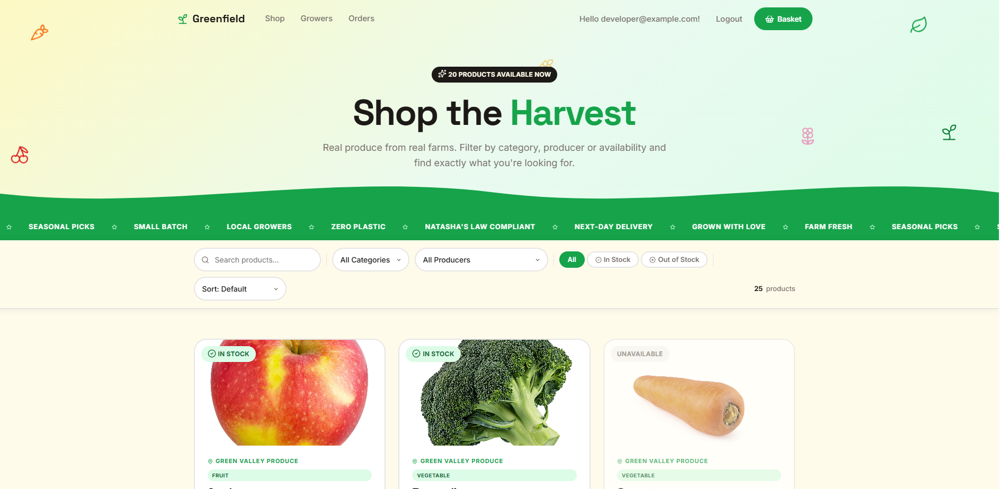 Greenfield
Shop
Growers
Orders
Hello developer@example.com!
Logout
Basket
20 PRODUCTS AVAILABLE NOW
Shop the Harvest
Real produce from real farms. Filter by category, producer or availability and
find exactly what you're looking for.
SEASONAL PICKS
SMALL BATCH
LOCAL GROWERS
ZERO PLASTIC
NATASHA'S LAW COMPLIANT
NEXT-DAY DELIVERY
GROWN WITH LOVE
FARM FRESH
SEASONAL PICKS
Search products...
All Categories
All Producers
All
In Stock
Out of Stock
Sort: Default
25 products
IN STOCK
IN STOCK
UNAVAILABLE
GREEN VALLEY PRODUCE
FRUIT
GREEN VALLEY PRODUCE
VEGETABLE
GREEN VALLEY PRODUCE
VEGETABLE